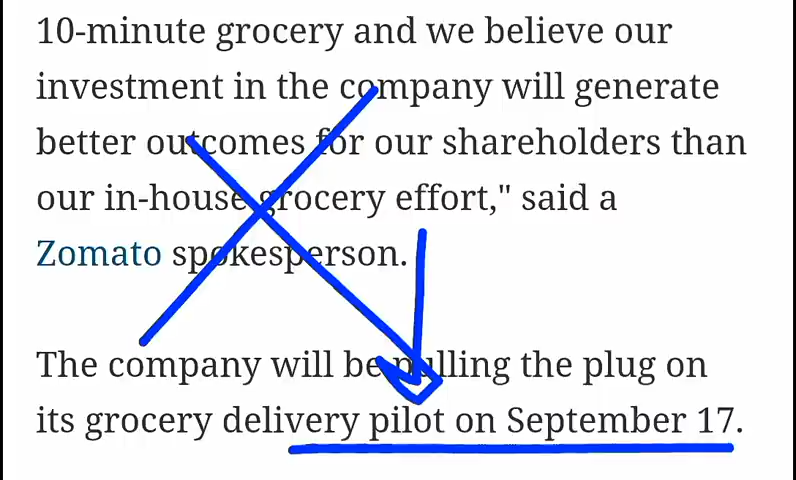 10-minute grocery and we believe our
investment in the company will generate
better outcomes for our shareholders than
our in-house grocery effort," said a
Zomato spokesperson.
The company will be pulling the plug on
its grocery delivery pilot on September 17.